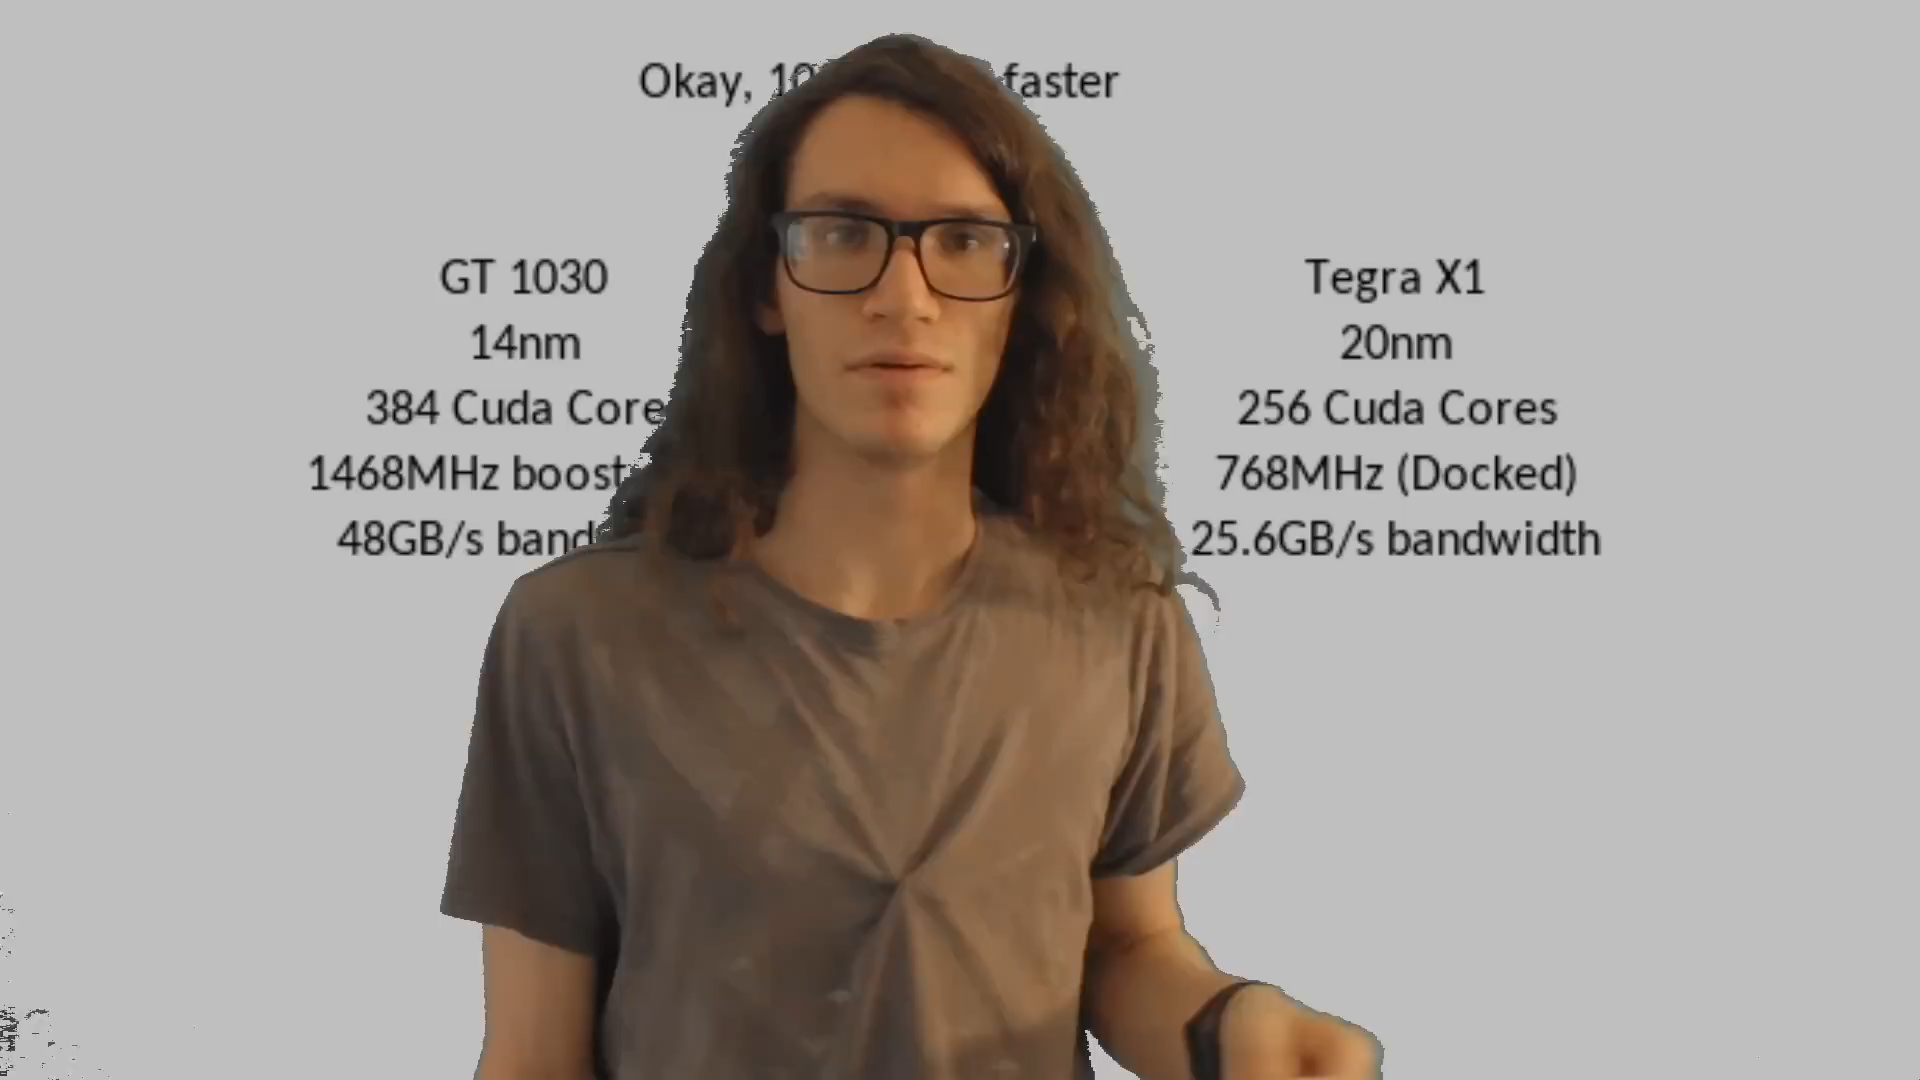 Okay, faster
GT 1030
14nm
384 Cuda Core
1468MHz boost
48GB/s
Tegra X1
20nm
256 Cuda Cores
768MHz (Docked)
25.6GB/s bandwidth